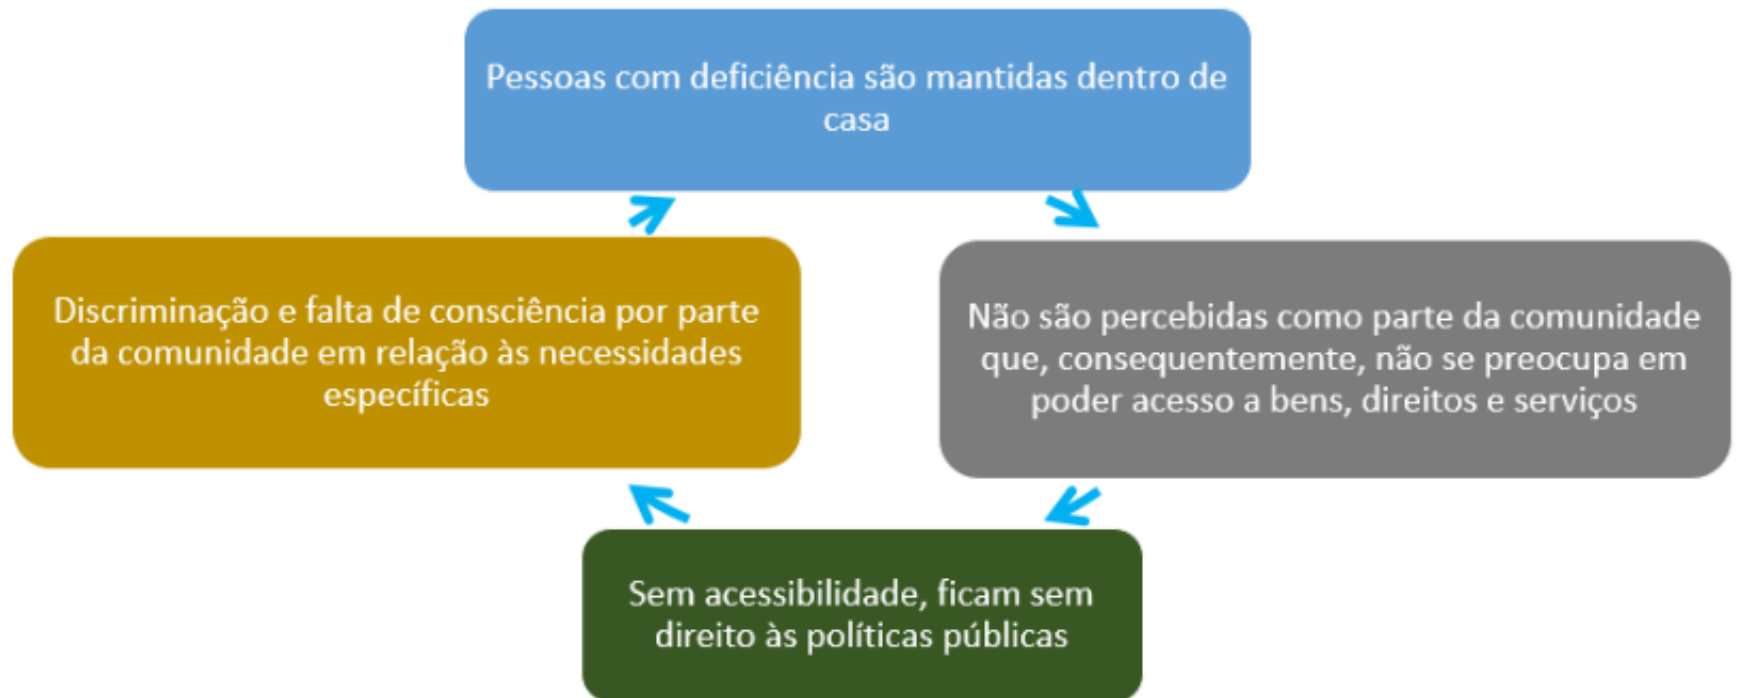 Pessoas com deficiência são mantidas dentro de
casa
Não são percebidas como parte da comunidade
que, consequentemente, não se preocupa em
poder acesso a bens, direitos e serviços
Sem acessibilidade, ficam sem
direito às políticas públicas
Discriminação e falta de consciência por parte
da comunidade em relação às necessidades
específicas